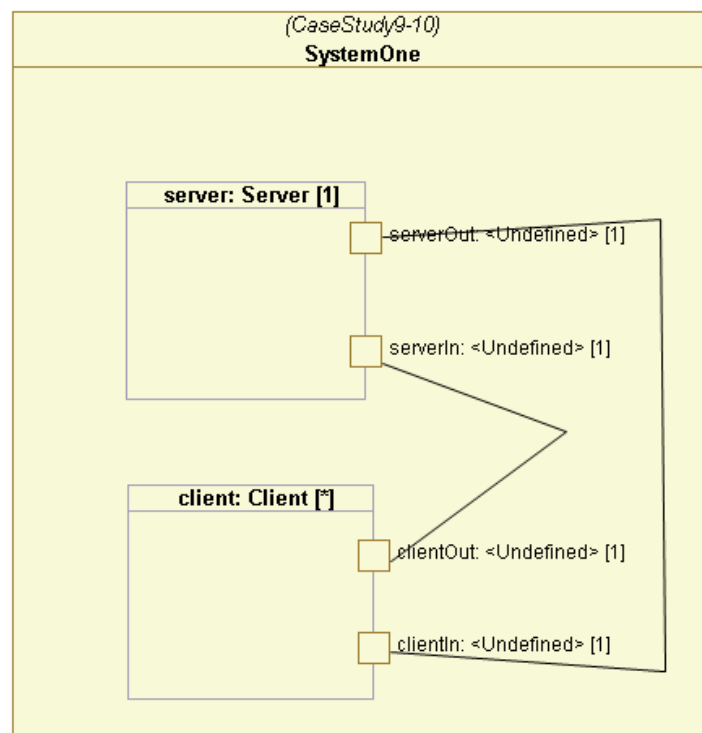 (CaseStudy9-10)
SystemOne
server: Server [1]
serverOut: <Undefined> [1]
serverIn: <Undefined> [1]
client: Client [*]
clientOut: <Undefined> [1]
clientIn: <Undefined> [1]